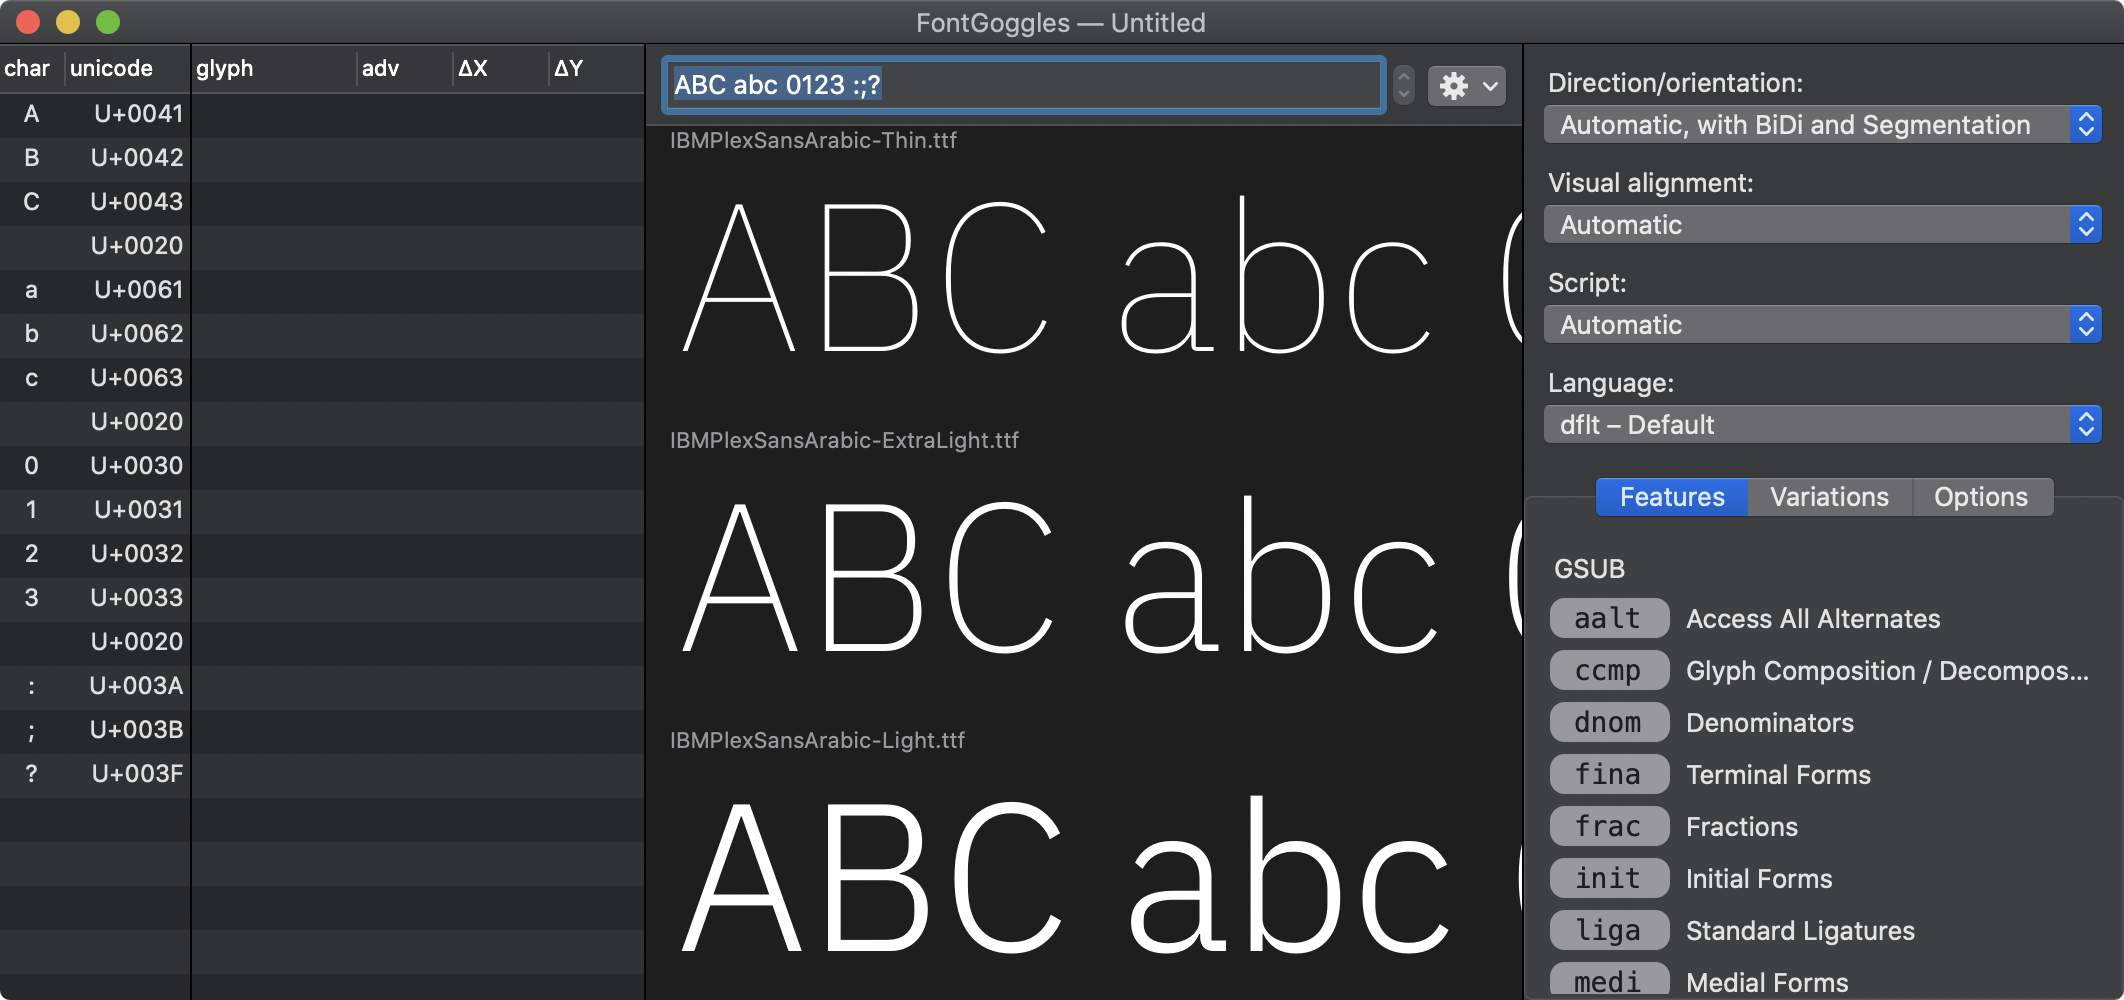 FontGoggles — Untitled
char unicode glyph adv ΔX ΔY
A U+0041
B U+0042
C U+0043
U+0020
a U+0061
b U+0062
c U+0063
U+0020
0 U+0030
1 U+0031
2 U+0032
3 U+0033
U+0020
: U+003A
; U+003B
? U+003F
ABC abc 0123 :;?
IBMPlexSansArabic-Thin.ttf
ABC abc
IBMPlexSansArabic-ExtraLight.ttf
ABC abc
IBMPlexSansArabic-Light.ttf
ABC abc
Direction/orientation:
Automatic, with BiDi and Segmentation
Visual alignment:
Automatic
Script:
Automatic
Language:
dflt – Default
Features Variations Options
GSUB
aalt Access All Alternates
ccmp Glyph Composition / Decompos...
dnom Denominators
fina Terminal Forms
frac Fractions
init Initial Forms
liga Standard Ligatures
medi Medial Forms